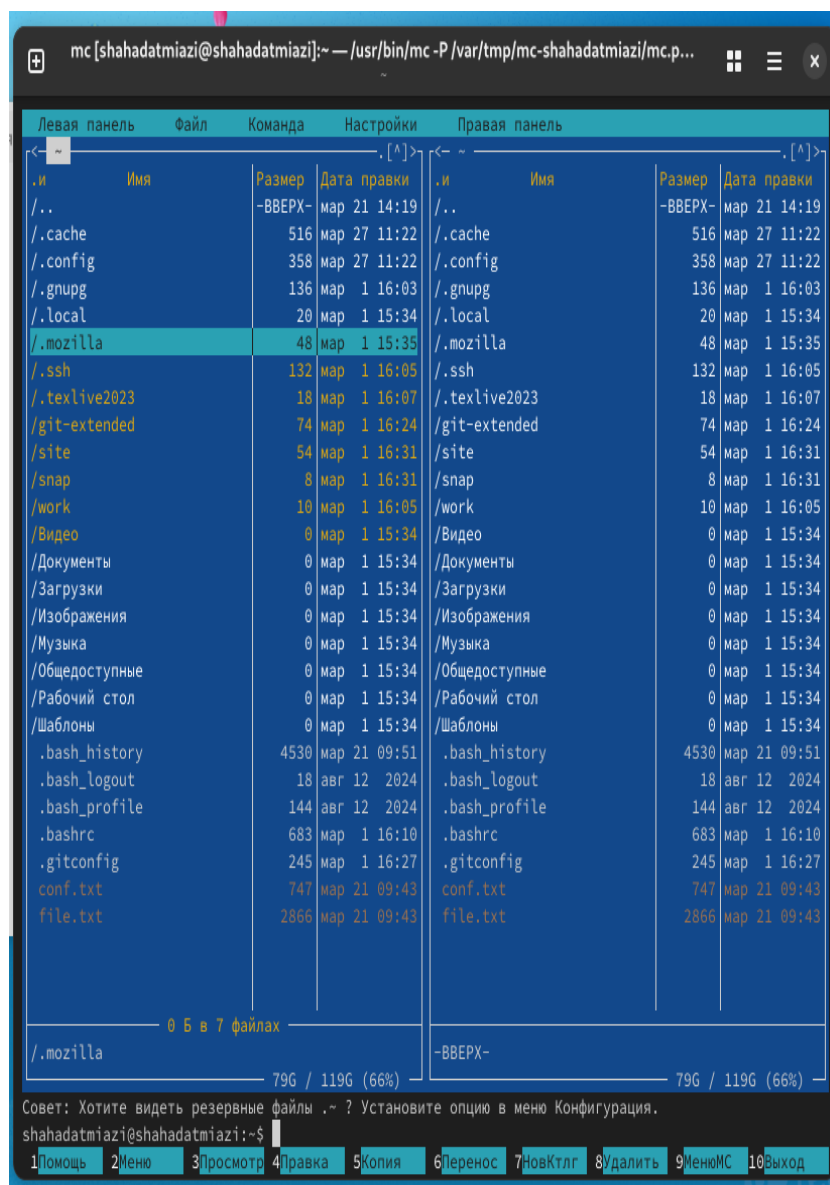 mc [shahadatmiazi@shahadatmiazi]:~ — /usr/bin/mc -P /var/tmp/mc-shahadatmiazi/mc.p...
~
Левая панель Файл Команда Настройки Правая панель
<— ~ .[^]> <— ~ .[^]>
.и Имя Размер Дата правки .и Имя Размер Дата правки
/.. -ВВЕРХ- мар 21 14:19 /.. -ВВЕРХ- мар 21 14:19
/.cache 516 мар 27 11:22 /.cache 516 мар 27 11:22
/.config 358 мар 27 11:22 /.config 358 мар 27 11:22
/.gnupg 136 мар 1 16:03 /.gnupg 136 мар 1 16:03
/.local 20 мар 1 15:34 /.local 20 мар 1 15:34
/.mozilla 48 мар 1 15:35 /.mozilla 48 мар 1 15:35
/.ssh 132 мар 1 16:05 /.ssh 132 мар 1 16:05
/.texlive2023 18 мар 1 16:07 /.texlive2023 18 мар 1 16:07
/git-extended 74 мар 1 16:24 /git-extended 74 мар 1 16:24
/site 54 мар 1 16:31 /site 54 мар 1 16:31
/snap 8 мар 1 16:31 /snap 8 мар 1 16:31
/work 10 мар 1 16:05 /work 10 мар 1 16:05
/Видео 0 мар 1 15:34 /Видео 0 мар 1 15:34
/Документы 0 мар 1 15:34 /Документы 0 мар 1 15:34
/Загрузки 0 мар 1 15:34 /Загрузки 0 мар 1 15:34
/Изображения 0 мар 1 15:34 /Изображения 0 мар 1 15:34
/Музыка 0 мар 1 15:34 /Музыка 0 мар 1 15:34
/Общедоступные 0 мар 1 15:34 /Общедоступные 0 мар 1 15:34
/Рабочий стол 0 мар 1 15:34 /Рабочий стол 0 мар 1 15:34
/Шаблоны 0 мар 1 15:34 /Шаблоны 0 мар 1 15:34
.bash_history 4530 мар 21 09:51 .bash_history 4530 мар 21 09:51
.bash_logout 18 авг 12 2024 .bash_logout 18 авг 12 2024
.bash_profile 144 авг 12 2024 .bash_profile 144 авг 12 2024
.bashrc 683 мар 1 16:10 .bashrc 683 мар 1 16:10
.gitconfig 245 мар 1 16:27 .gitconfig 245 мар 1 16:27
conf.txt 747 мар 21 09:43 conf.txt 747 мар 21 09:43
file.txt 2866 мар 21 09:43 file.txt 2866 мар 21 09:43
0 Б в 7 файлах
/.mozilla -ВВЕРХ-
79G / 119G (66%) 79G / 119G (66%)
Совет: Хотите видеть резервные файлы .~ ? Установите опцию в меню Конфигурация.
shahadatmiazi@shahadatmiazi:~$
1Помощь 2Меню 3Просмотр 4Правка 5Копия 6Перенос 7НовКтлг 8Удалить 9МенюМС 10Выход